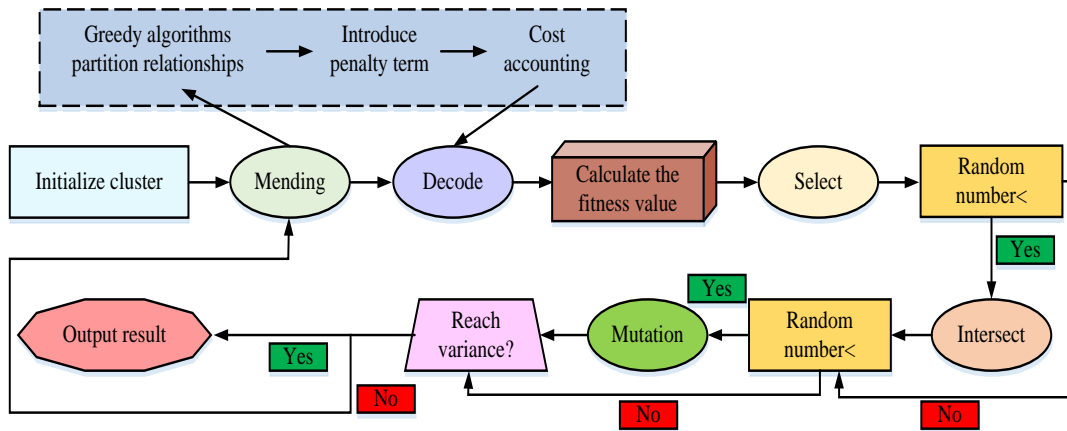 Greedy algorithms
partition relationships
Introduce
penalty term
Cost
accounting
Initialize cluster
Mending
Decode
Calculate the
fitness value
Select
Random
number<
Yes
Output result
Yes
Reach
variance?
No
Mutation
Yes
Random
number<
No
Intersect
No